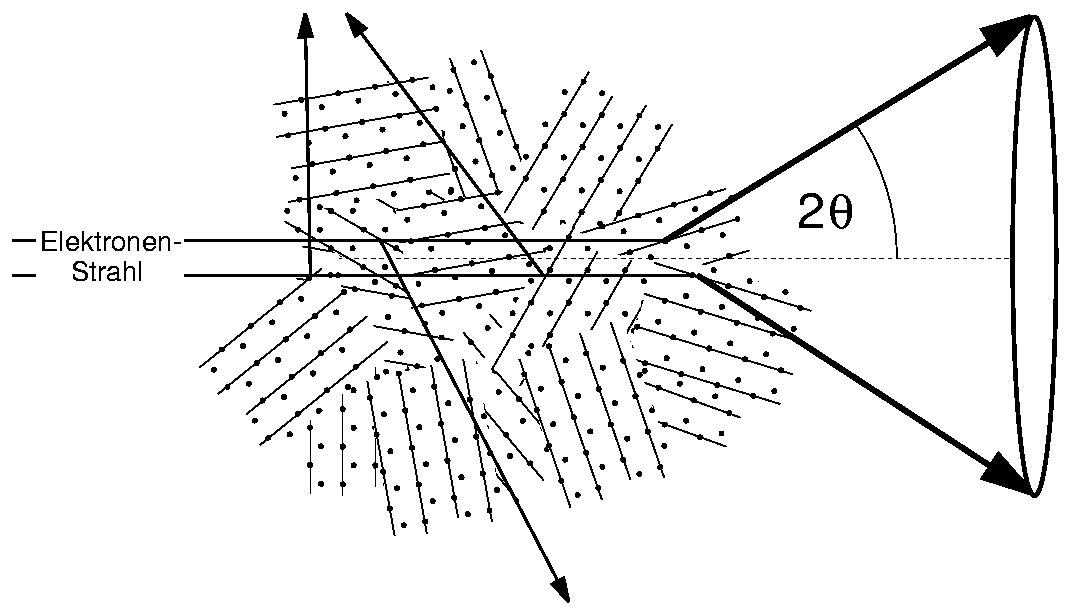 Elektronen-
Strahl
2θ